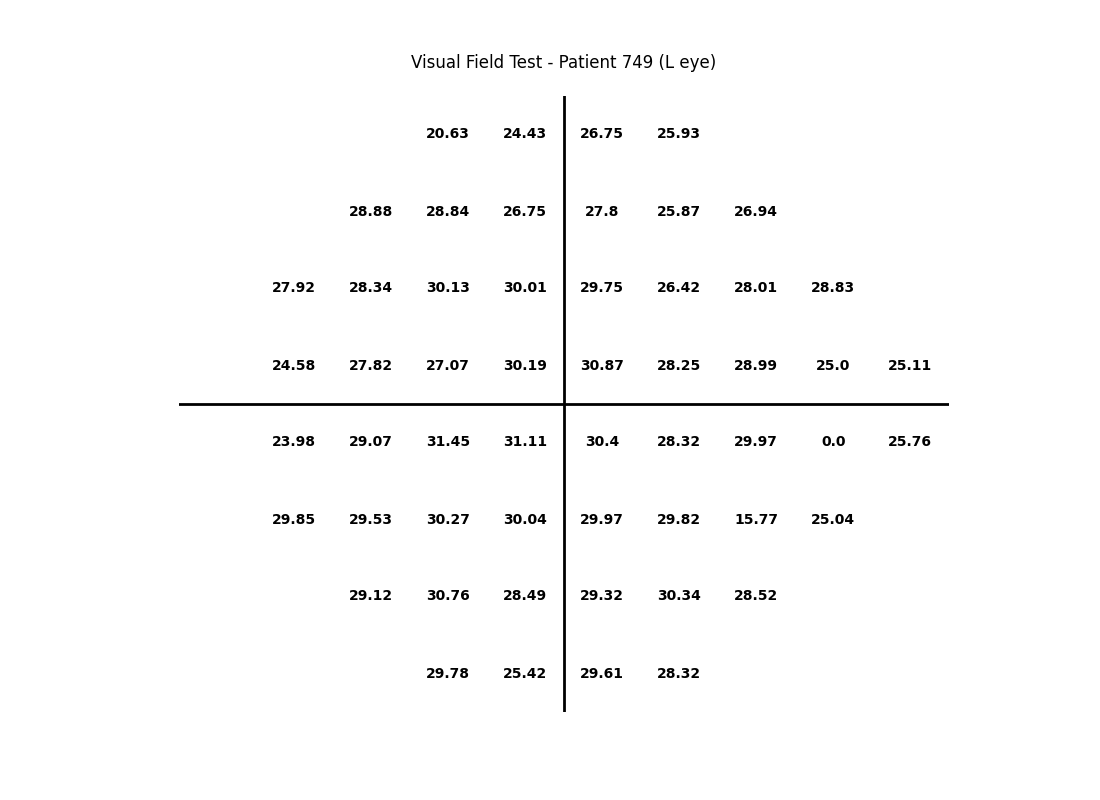 Visual Field Test - Patient 749 (L eye)
20.63 24.43 26.75 25.93
28.88 28.84 26.75 27.8 25.87 26.94
27.92 28.34 30.13 30.01 29.75 26.42 28.01 28.83
24.58 27.82 27.07 30.19 30.87 28.25 28.99 25.0 25.11
23.98 29.07 31.45 31.11 30.4 28.32 29.97 0.0 25.76
29.85 29.53 30.27 30.04 29.97 29.82 15.77 25.04
29.12 30.76 28.49 29.32 30.34 28.52
29.78 25.42 29.61 28.32